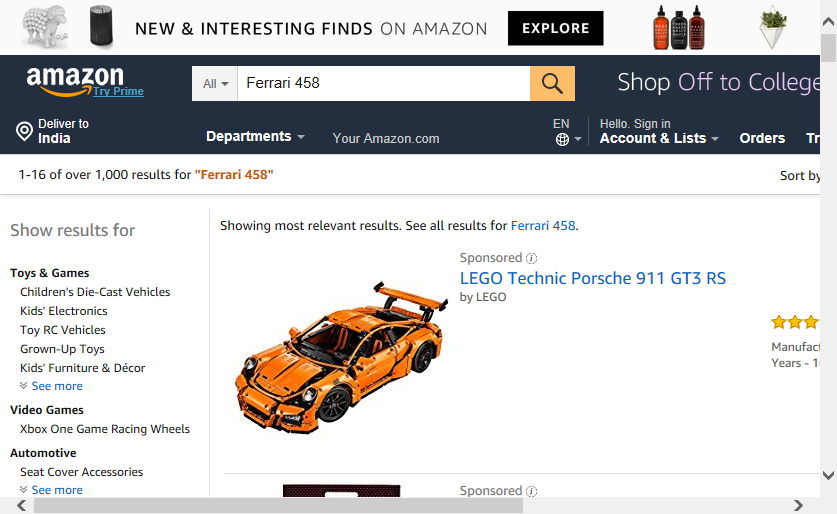 NEW & INTERESTING FINDS ON AMAZON
EXPLORE
amazon
Try Prime
All
Ferrari 458
Shop Off to College
Deliver to
India
Departments
Your Amazon.com
EN
Hello. Sign in
Account & Lists
Orders
Tr
1-16 of over 1,000 results for "Ferrari 458"
Sort by
Show results for
Toys & Games
Children's Die-Cast Vehicles
Kids' Electronics
Toy RC Vehicles
Grown-Up Toys
Kids' Furniture & Décor
See more
Video Games
Xbox One Game Racing Wheels
Automotive
Seat Cover Accessories
See more
Showing most relevant results. See all results for Ferrari 458.
Sponsored
LEGO Technic Porsche 911 GT3 RS
by LEGO
Manufact
Years - 1
Sponsored